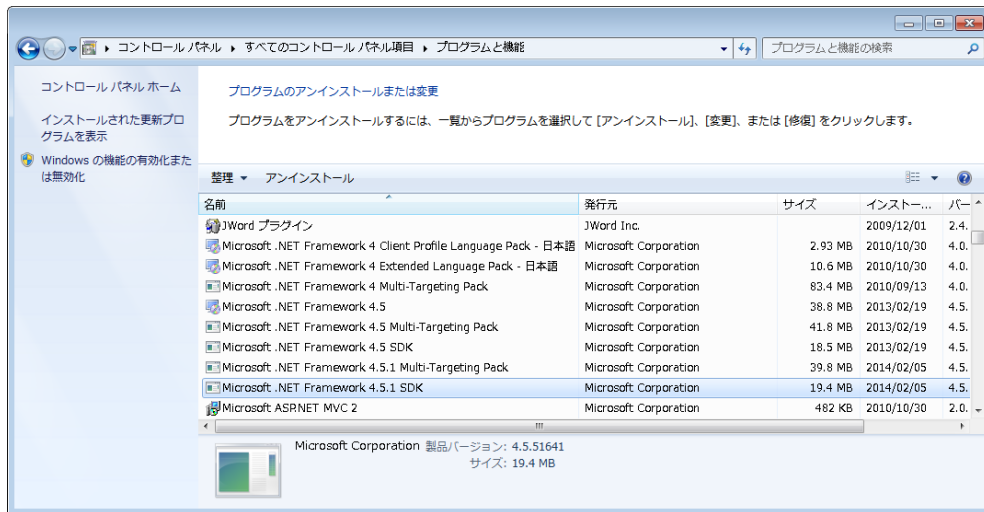 コントロール パネル ▸ すべてのコントロール パネル項目 ▸ プログラムと機能
プログラムと機能の検索
コントロール パネル ホーム
インストールされた更新プログラムを表示
Windows の機能の有効化または無効化
プログラムのアンインストールまたは変更
プログラムをアンインストールするには、一覧からプログラムを選択して [アンインストール]、[変更]、または [修復] をクリックします。
整理 アンインストール
名前 発行元 サイズ インストー... バー
JWord プラグイン JWord Inc. 2009/12/01 2.4.
Microsoft .NET Framework 4 Client Profile Language Pack - 日本語 Microsoft Corporation 2.93 MB 2010/10/30 4.0.
Microsoft .NET Framework 4 Extended Language Pack - 日本語 Microsoft Corporation 10.6 MB 2010/10/30 4.0.
Microsoft .NET Framework 4 Multi-Targeting Pack Microsoft Corporation 83.4 MB 2010/09/13 4.0.
Microsoft .NET Framework 4.5 Microsoft Corporation 38.8 MB 2013/02/19 4.5.
Microsoft .NET Framework 4.5 Multi-Targeting Pack Microsoft Corporation 41.8 MB 2013/02/19 4.5.
Microsoft .NET Framework 4.5 SDK Microsoft Corporation 18.5 MB 2013/02/19 4.5.
Microsoft .NET Framework 4.5.1 Multi-Targeting Pack Microsoft Corporation 39.8 MB 2014/02/05 4.5.
Microsoft .NET Framework 4.5.1 SDK Microsoft Corporation 19.4 MB 2014/02/05 4.5.
Microsoft ASP.NET MVC 2 Microsoft Corporation 482 KB 2010/10/30 2.0.
Microsoft Corporation 製品バージョン: 4.5.51641
サイズ: 19.4 MB